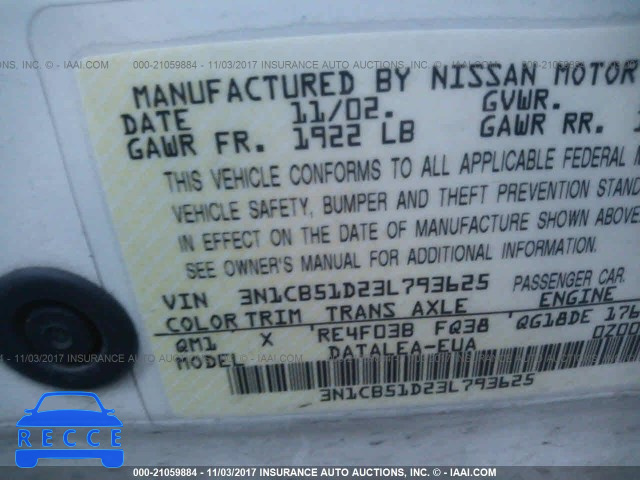 000-21059884 - 11/03/2017 INSURANCE AUTO AUCTIONS, INC. - © IAAI.COM
MANUFACTURED BY NISSAN MOTOR
DATE 11/02. GVWR.
GAWR FR. 1922 LB GAWR RR.
THIS VEHICLE CONFORMS TO ALL APPLICABLE FEDERAL
VEHICLE SAFETY, BUMPER AND THEFT PREVENTION
IN EFFECT ON THE DATE OF MANUFACTURE SHOWN ABOVE
SEE OWNER'S MANUAL FOR ADDITIONAL INFORMATION.
VIN 3N1CB51D23L793625 PASSENGER CAR.
COLOR TRIM TRANS AXLE ENGINE
QM1 X RE4F03B FQ38 QG18DE
MODEL DATALEA-EUA
3N1CB51D23L793625
RECCE
000-21059884 - 11/03/2017 INSURANCE AUTO AUCTIONS, INC. - © IAAI.COM